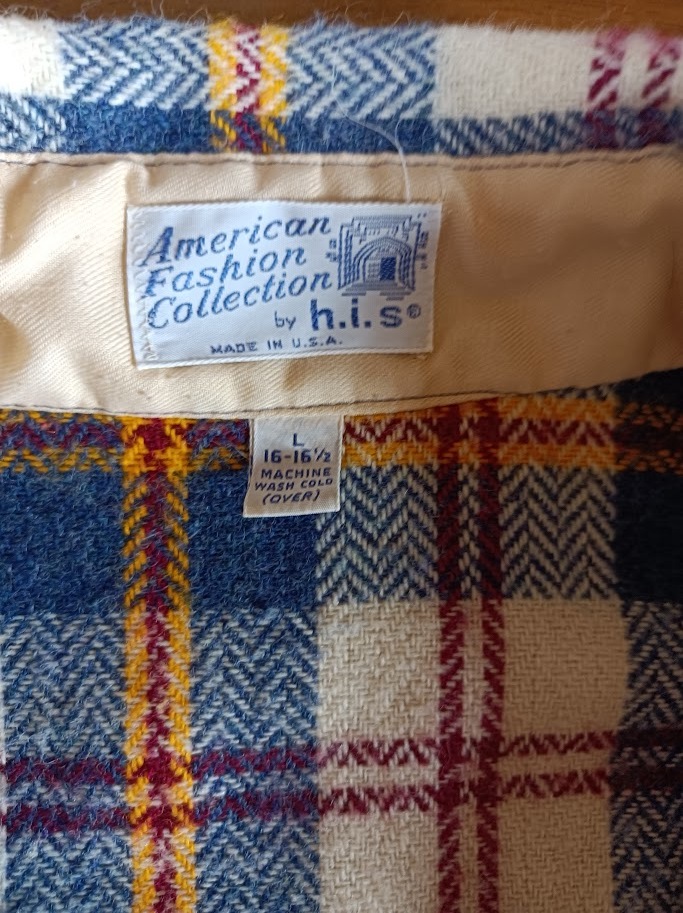 American
Fashion
Collection
by h.i.s®
MADE IN U.S.A.
L
16-16½
MACHINE
WASH COLD
(OVER)